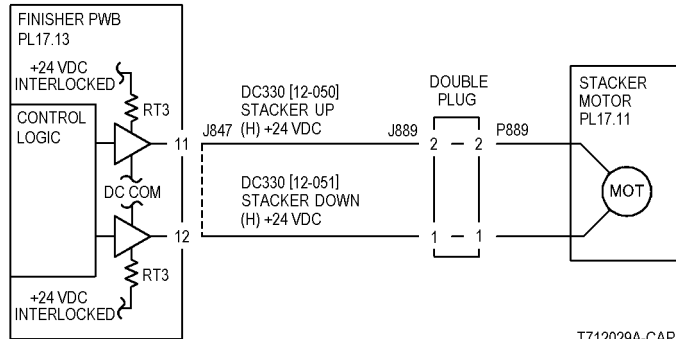 FINISHER PWB
PL17.13
+24 VDC
INTERLOCKED
RT3
CONTROL
LOGIC
DC COM
RT3
+24 VDC
INTERLOCKED
11
12
J847
DC330 [12-050]
STACKER UP
(H) +24 VDC
DC330 [12-051]
STACKER DOWN
(H) +24 VDC
DOUBLE
PLUG
J889
2 2
P889
1 1
STACKER
MOTOR
PL17.11
MOT
T712029A-CAR